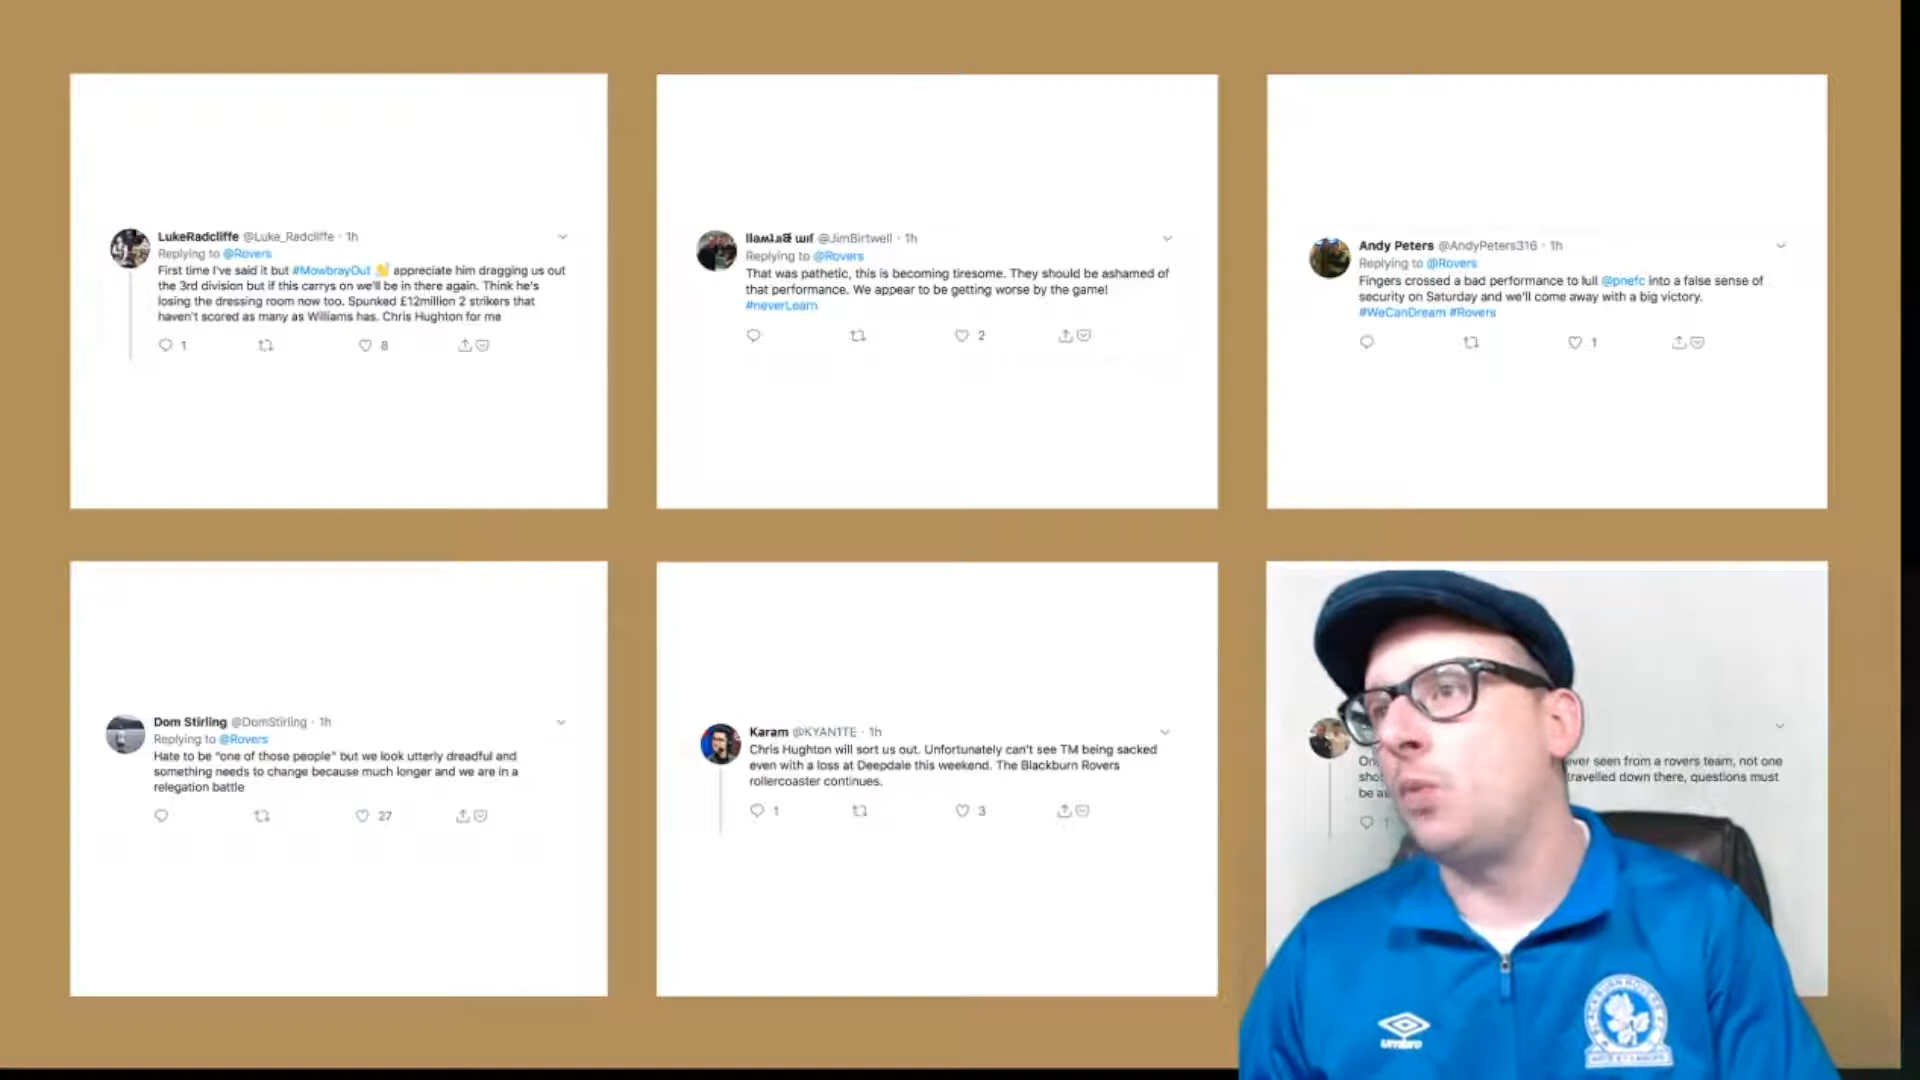 LukeRadcliffe @Luke_Radcliffe · 1h
Replying to @Rovers
First time I've said it but #MowbrayOut 👏 appreciate him dragging us out
the 3rd division but if this carrys on we'll be in there again. Think he's
losing the dressing room now too. Spunked £12million 2 strikers that
haven't scored as many as Williams has. Chris Hughton for me
1 8
@JimBirtwell · 1h
Replying to @Rovers
That was pathetic, this is becoming tiresome. They should be ashamed of
that performance. We appear to be getting worse by the game!
#neverLearn
2
Andy Peters @AndyPeters316 · 1h
Replying to @Rovers
Fingers crossed a bad performance to lull @pnefc into a false sense of
security on Saturday and we'll come away with a big victory.
#WeCanDream #Rovers
1
Dom Stirling @DomStirling · 1h
Replying to @Rovers
Hate to be "one of those people" but we look utterly dreadful and
something needs to change because much longer and we are in a
relegation battle
27
Karam @KYAN1TE · 1h
Chris Hughton will sort us out. Unfortunately can't see TM being sacked
even with a loss at Deepdale this weekend. The Blackburn Rovers
rollercoaster continues.
1 3
ever seen from a rovers team, not one
travelled down there, questions must
be
1
umbro
BLACKBURN ROVERS F.C.